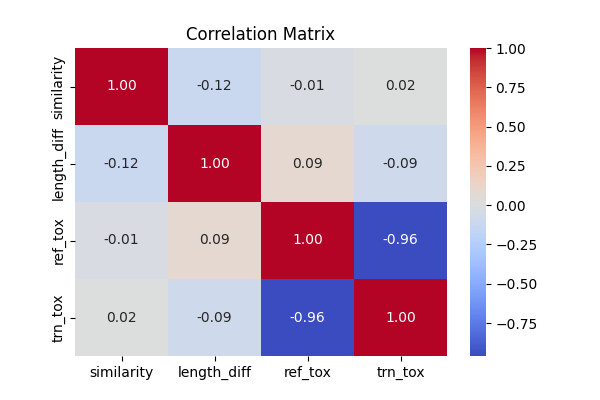 Correlation Matrix
similarity
1.00
-0.12
-0.01
0.02
length_diff
-0.12
1.00
0.09
-0.09
ref_tox
-0.01
0.09
1.00
-0.96
trn_tox
0.02
-0.09
-0.96
1.00
similarity
length_diff
ref_tox
trn_tox
1.00
0.75
0.50
0.25
0.00
−0.25
−0.50
−0.75